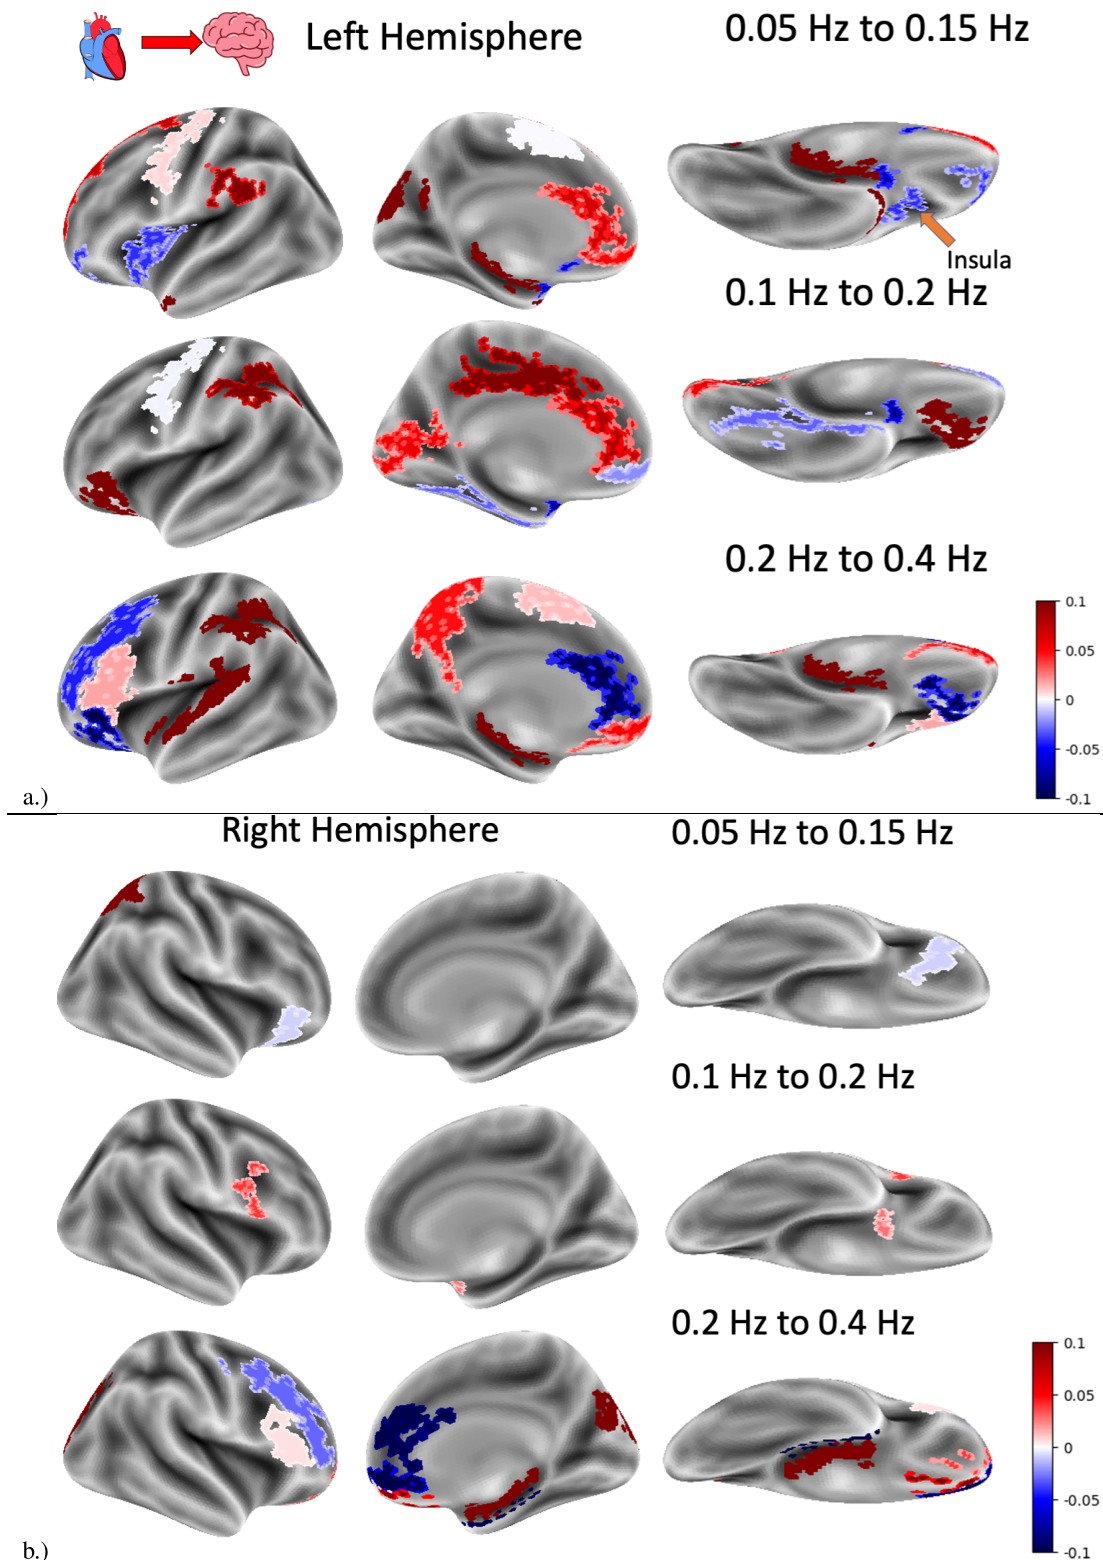 Left Hemisphere
0.05 Hz to 0.15 Hz
Insula
0.1 Hz to 0.2 Hz
0.2 Hz to 0.4 Hz
0.1
0.05
0
-0.05
-0.1
a.)
Right Hemisphere
0.05 Hz to 0.15 Hz
0.1 Hz to 0.2 Hz
0.2 Hz to 0.4 Hz
0.1
0.05
0
-0.05
-0.1
b.)